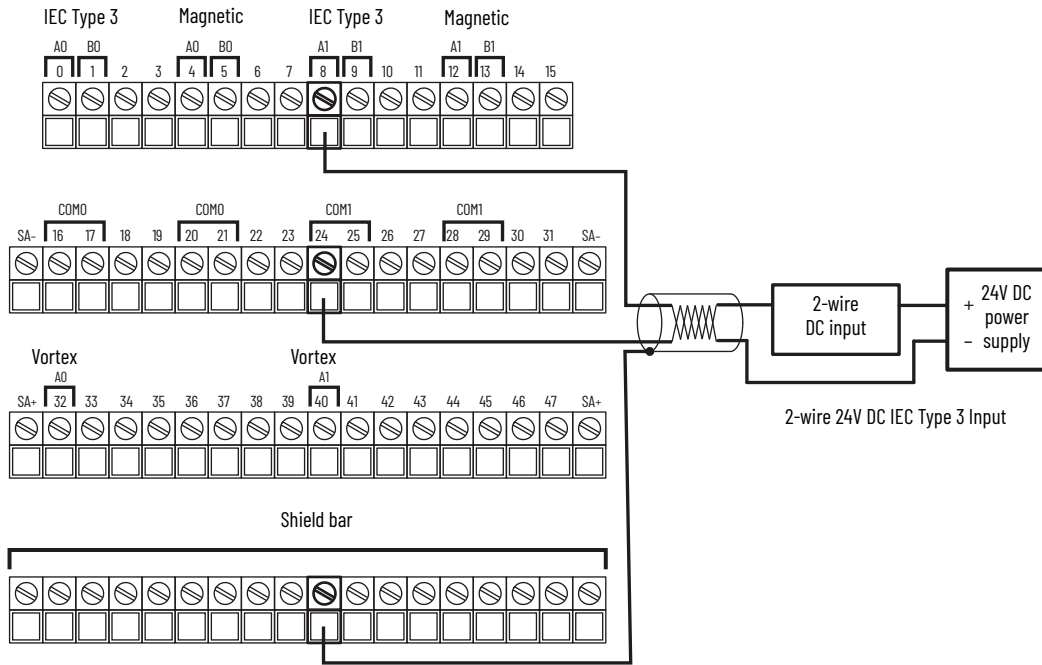 IEC Type 3 Magnetic IEC Type 3 Magnetic
A0 B0 A0 B0 A1 B1 A1 B1
0 1 2 3 4 5 6 7 8 9 10 11 12 13 14 15
COM0 COM0 COM1 COM1
SA- 16 17 18 19 20 21 22 23 24 25 26 27 28 29 30 31 SA-
2-wire
DC input
+ 24V DC
power
– supply
Vortex Vortex
A0 A1
SA+ 32 33 34 35 36 37 38 39 40 41 42 43 44 45 46 47 SA+
2-wire 24V DC IEC Type 3 Input
Shield bar